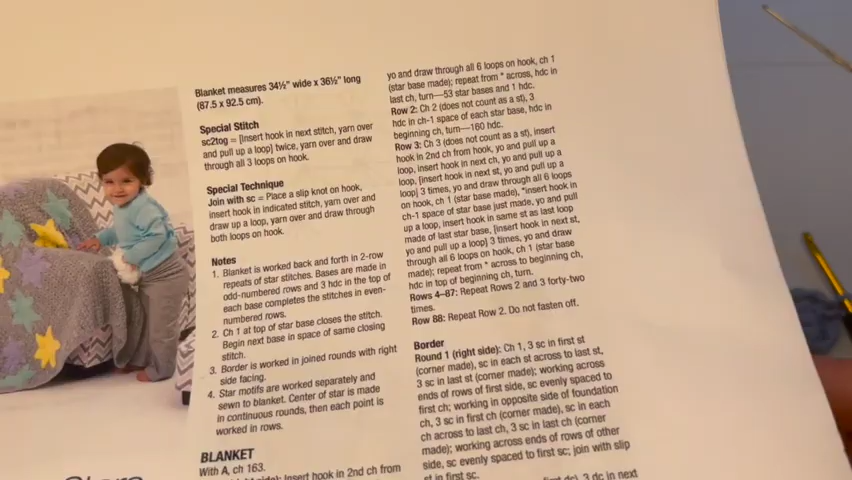 Blanket measures 34½" wide x 36½" long
(87.5 x 92.5 cm).
Special Stitch
sc2tog = [insert hook in next stitch, yarn over
and pull up a loop] twice, yarn over and draw
through all 3 loops on hook.
Special Technique
Join with sc = Place a slip knot on hook,
insert hook in indicated stitch, yarn over and
draw up a loop, yarn over and draw through
both loops on hook.
Notes
1. Blanket is worked back and forth in 2-row
repeats of star stitches. Bases are made in
odd-numbered rows and 3 hdc in the top of
each base completes the stitches in even-
numbered rows.
2. Ch 1 at top of star base closes the stitch.
Begin next base in space of same closing
stitch.
3. Border is worked in joined rounds with right
side facing.
4. Star motifs are worked separately and
sewn to blanket. Center of star is made
in continuous rounds, then each point is
worked in rows.
BLANKET
With A, ch 163.
insert hook in 2nd ch from
yo and draw through all 6 loops on hook, ch 1
(star base made); repeat from * across, hdc in
last ch, turn—53 star bases and 1 hdc.
Row 2: Ch 2 (does not count as a st), 3
hdc in ch-1 space of each star base, hdc in
beginning ch, turn—160 hdc.
Row 3: Ch 3 (does not count as a st), insert
hook in 2nd ch from hook, yo and pull up a
loop, insert hook in next ch, yo and pull up a
loop, [insert hook in next st, yo and pull up a
loop] 3 times, yo and draw through all 6 loops
on hook, ch 1 (star base made), *insert hook in
ch-1 space of star base just made, yo and pull
up a loop, insert hook in same st as last loop
made of last star base, [insert hook in next st,
yo and pull up a loop] 3 times, yo and draw
through all 6 loops on hook, ch 1 (star base
made); repeat from * across to beginning ch,
hdc in top of beginning ch, turn.
Rows 4–87: Repeat Rows 2 and 3 forty-two
times.
Row 88: Repeat Row 2. Do not fasten off.
Border
Round 1 (right side): Ch 1, 3 sc in first st
(corner made), sc in each st across to last st,
3 sc in last st (corner made); working across
ends of rows of first side, sc evenly spaced to
first ch; working in opposite side of foundation
ch, 3 sc in first ch (corner made), sc in each
ch across to last ch, 3 sc in last ch (corner
made); working across ends of rows of other
side, sc evenly spaced to first sc; join with slip
st in first sc.
3 dc in next